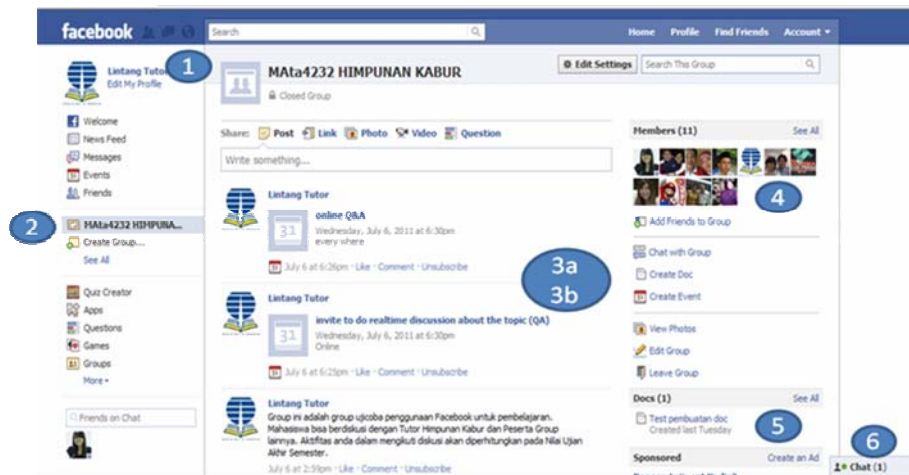 facebook
Search
Home Profile Find Friends Account
1
Lintang Tutor
Edit My Profile
MAta4232 HIMPUNAN KABUR
Closed Group
Edit Settings
Search This Group
Welcome
News Feed
Messages
Events
Friends
2
MAta4232 HIMPUNA...
Create Group...
See All
Quiz Creator
Apps
Questions
Games
Groups
More
Friends on Chat
Share: Post Link Photo Video Question
Write something...
Lintang Tutor
31
online Q&A
Wednesday, July 6, 2011 at 6:30pm
every where
31 July 6 at 6:26pm · Like · Comment · Unsubscribe
3a
3b
Lintang Tutor
31
invite to do realtime discussion about the topic (QA)
Wednesday, July 6, 2011 at 6:30pm
Online
31 July 6 at 6:25pm · Like · Comment · Unsubscribe
Lintang Tutor
Group ini adalah group ujicoba penggunaan Facebook untuk pembelajaran.
Mahasiswa bisa berdiskusi dengan Tutor Himpunan Kabur dan Peserta Group
lainnya. Aktifitas anda dalam mengikuti diskusi akan diperhitungkan pada Nilai Ujian
Akhir Semester.
July 6 at 2:59pm · Like · Comment · Unsubscribe
Members (11) See All
4
Add Friends to Group
Chat with Group
Create Doc
Create Event
View Photos
Edit Group
Leave Group
Docs (1) See All
Test pembuatan doc
Created last Tuesday
5
Sponsored Create an Ad
6
Chat (1)